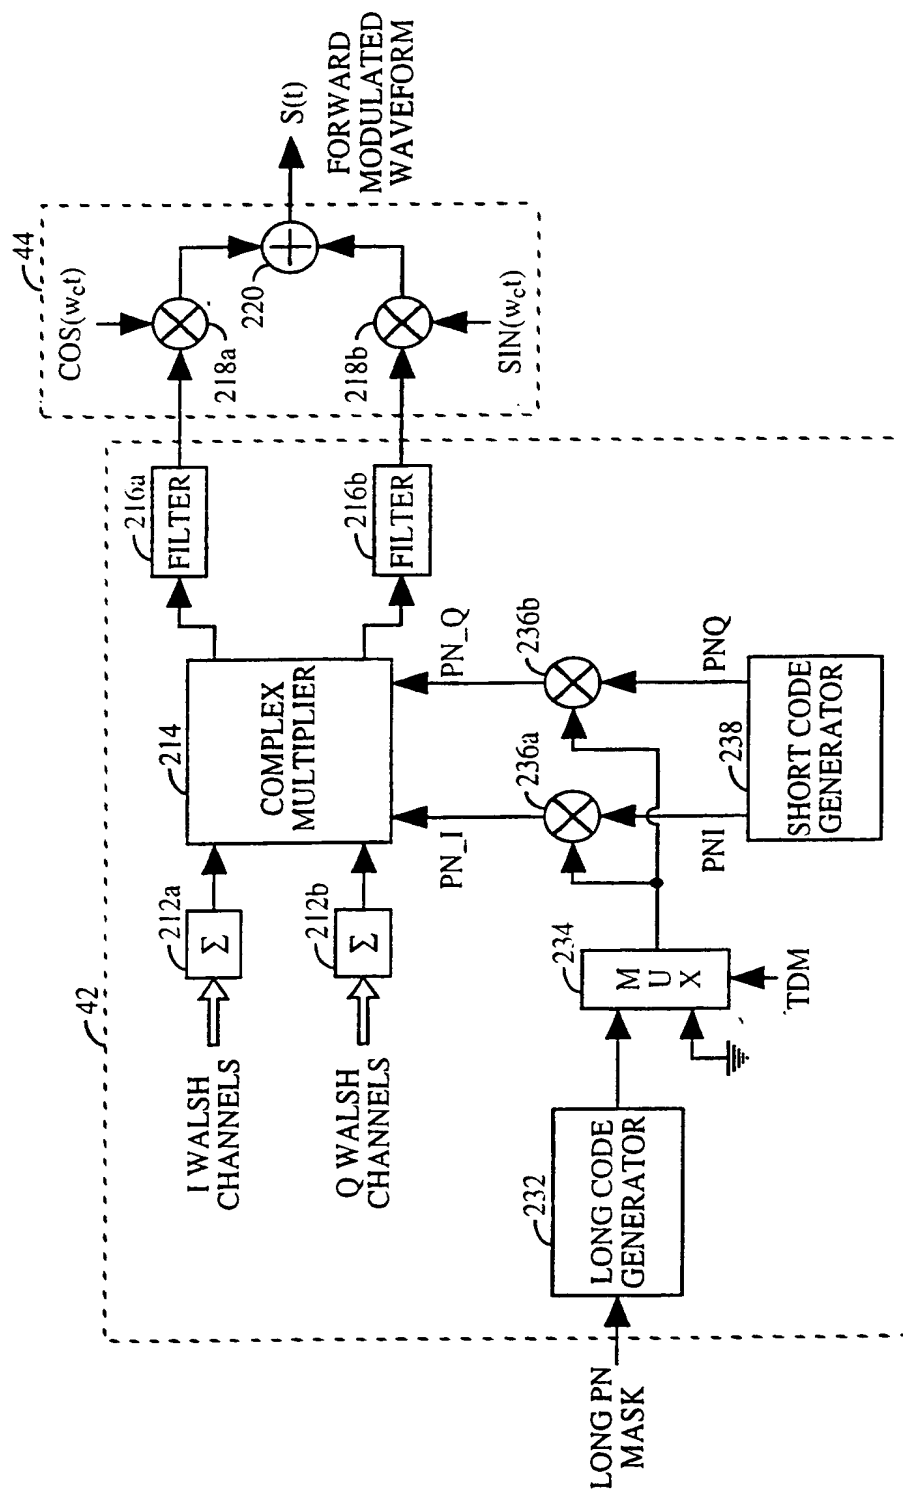 42
44
I WALSH
CHANNELS
212a
Σ
Q WALSH
CHANNELS
212b
Σ
214
COMPLEX
MULTIPLIER
216a
FILTER
216b
FILTER
COS(wct)
218a
218b
SIN(wct)
220
S(t)
FORWARD
MODULATED
WAVEFORM
PN_I
PN_Q
236a
236b
LONG PN
MASK
232
LONG CODE
GENERATOR
234
M
U
X
TDM
PNI
PNQ
238
SHORT CODE
GENERATOR